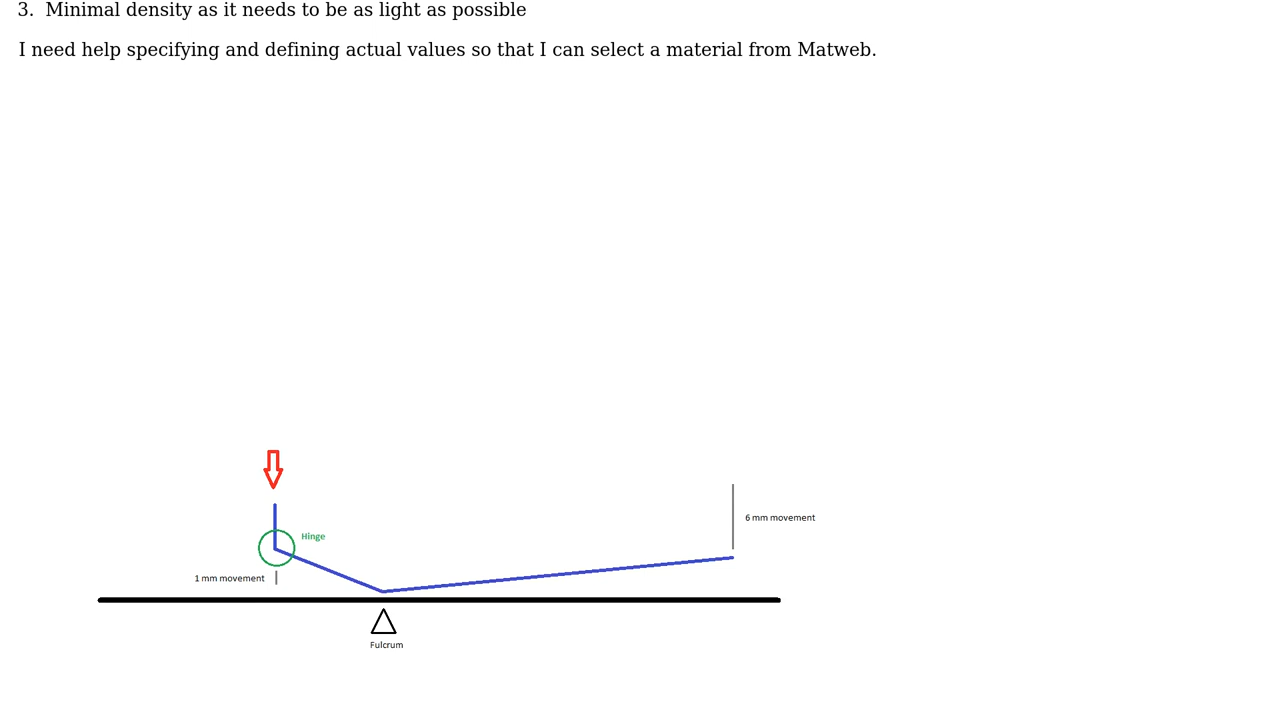 3. Minimal density as it needs to be as light as possible
I need help specifying and defining actual values so that I can select a material from Matweb.
Hinge
6 mm movement
1 mm movement
Fulcrum